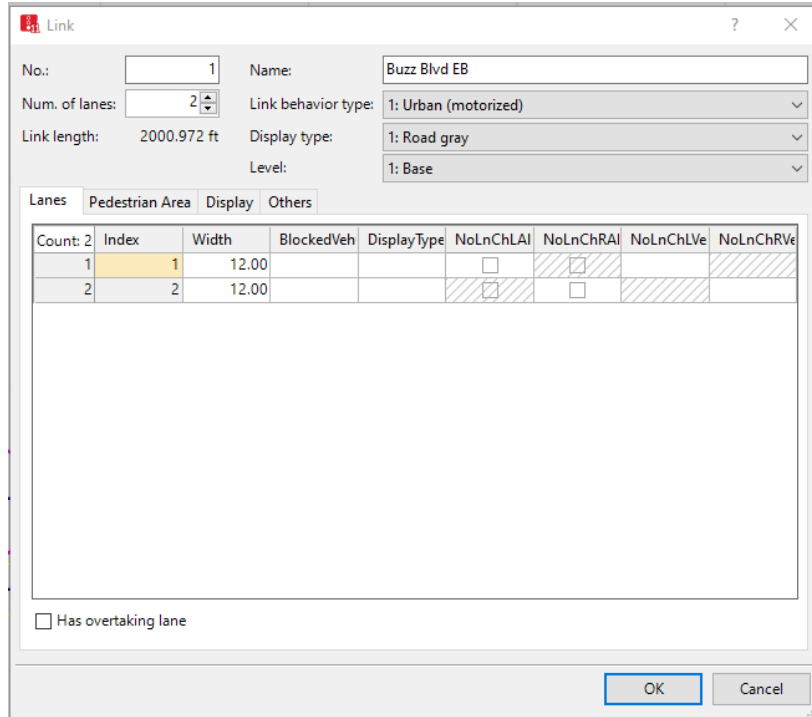 Link
No.: 1 Name: Buzz Blvd EB
Num. of lanes: 2 Link behavior type: 1: Urban (motorized)
Link length: 2000.972 ft Display type: 1: Road gray
Level: 1: Base
Lanes Pedestrian Area Display Others
Count: 2 Index Width BlockedVeh DisplayType NoLnChLAl NoLnChRAl NoLnChLVe NoLnChRVe
1 1 12.00
2 2 12.00
Has overtaking lane
OK Cancel